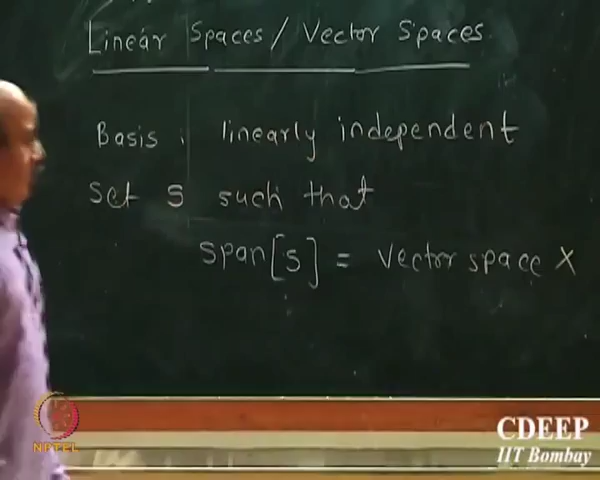 Linear Spaces / Vector Spaces
Basis : linearly independent
Set S such that
span[S] = vector space X
NPTEL
CDEEP
IIT Bombay